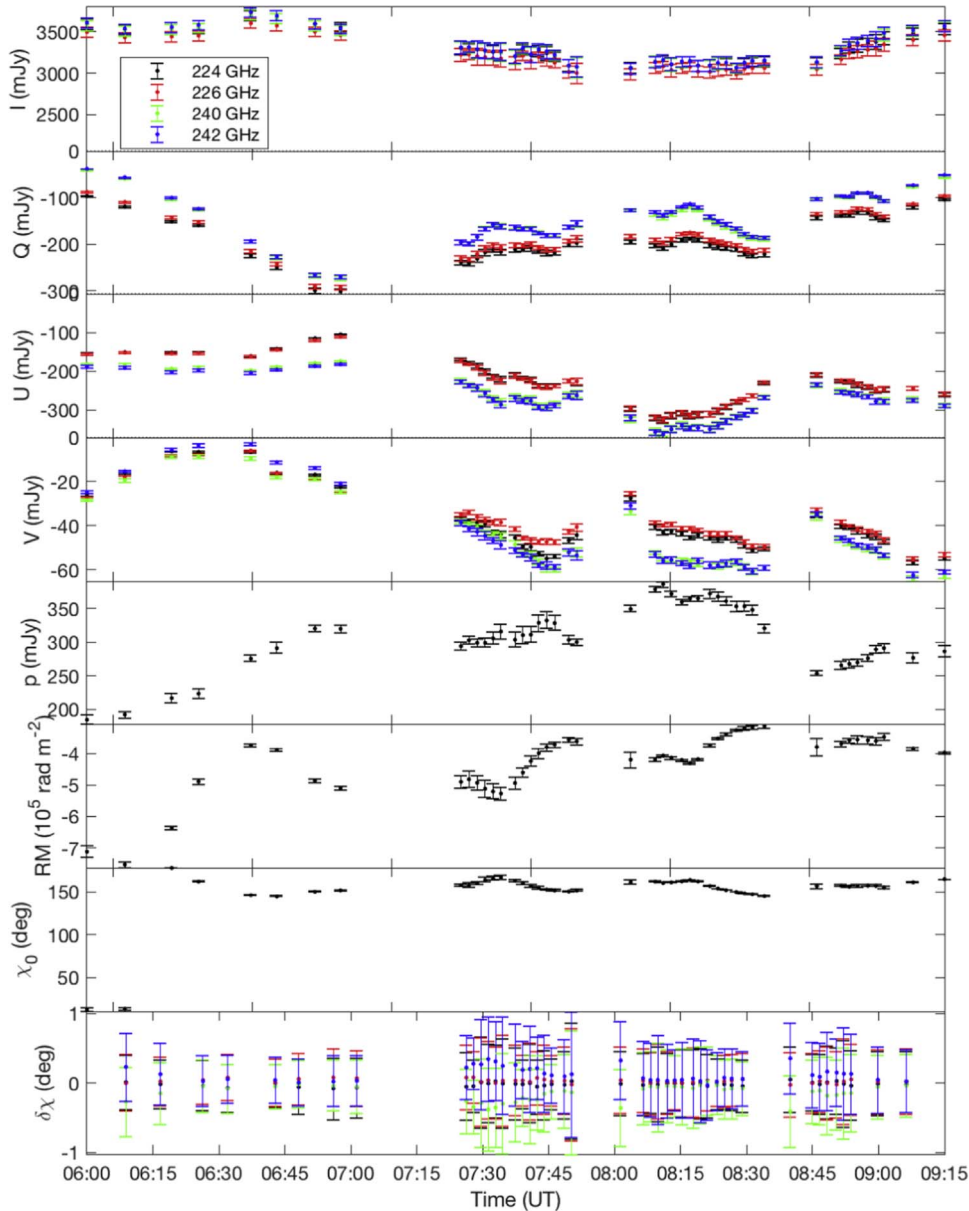 3500
3000
2500
0
I (mJy)
224 GHz
226 GHz
240 GHz
242 GHz
-100
-200
-300
Q (mJy)
0
-100
-200
-300
U (mJy)
0
-20
-40
-60
V (mJy)
350
300
250
200
p (mJy)
-4
-5
-6
-7
RM (10⁵ rad m⁻²)
150
100
50
χ₀ (deg)
1
0
-1
δχ (deg)
06:00 06:15 06:30 06:45 07:00 07:15 07:30 07:45 08:00 08:15 08:30 08:45 09:00 09:15
Time (UT)